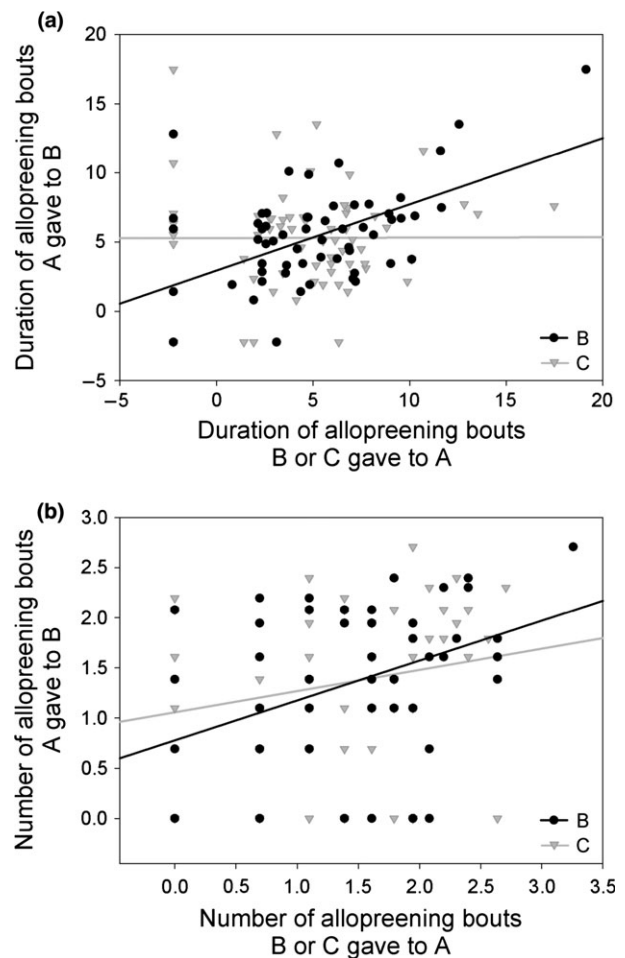 (a)
20
15
10
5
0
−5
Duration of allopreening bouts
A gave to B
B
C
−5
0
5
10
15
20
Duration of allopreening bouts
B or C gave to A
(b)
3.0
2.5
2.0
1.5
1.0
0.5
0.0
Number of allopreening bouts
A gave to B
B
C
0.0
0.5
1.0
1.5
2.0
2.5
3.0
3.5
Number of allopreening bouts
B or C gave to A